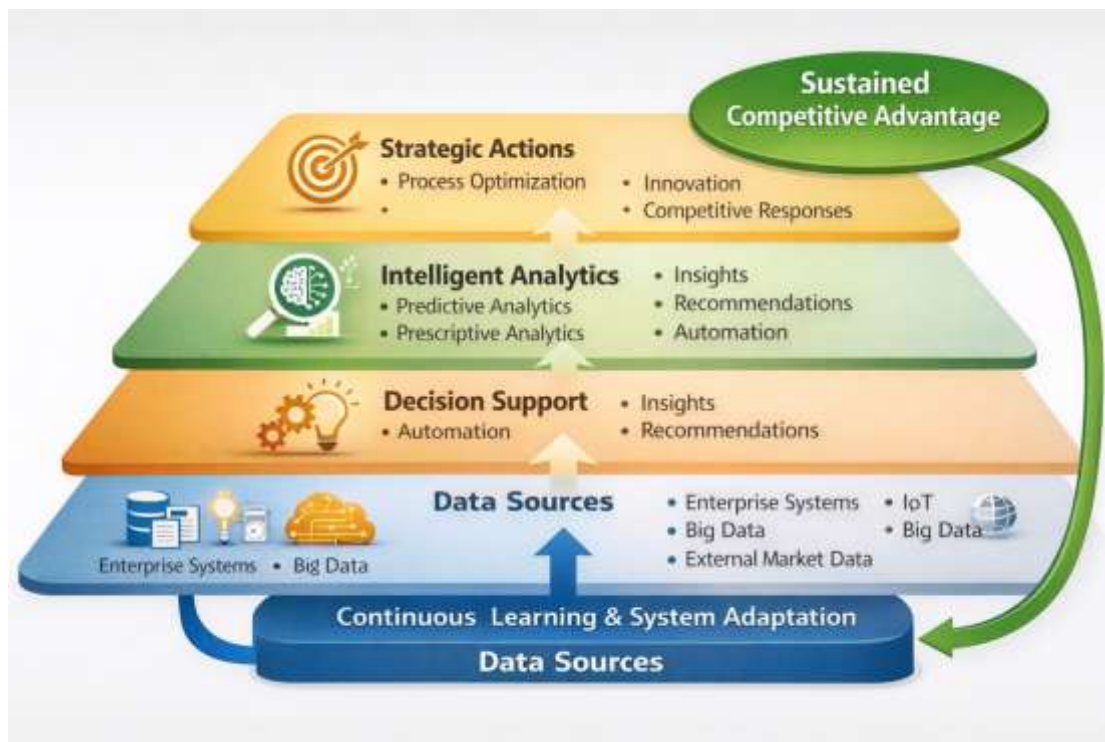 Sustained
Competitive Advantage
Strategic Actions
• Process Optimization
•
• Innovation
• Competitive Responses
Intelligent Analytics
• Predictive Analytics
• Prescriptive Analytics
• Insights
• Recommendations
• Automation
Decision Support
• Automation
• Insights
• Recommendations
Data Sources
Enterprise Systems • Big Data
• Enterprise Systems
• Big Data
• External Market Data
• IoT
• Big Data
Continuous Learning & System Adaptation
Data Sources